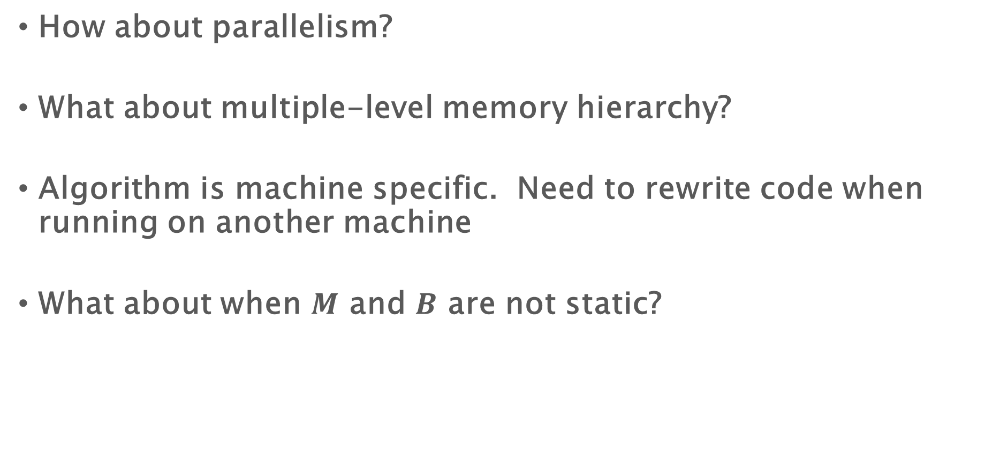 • How about parallelism?
• What about multiple-level memory hierarchy?
• Algorithm is machine specific.  Need to rewrite code when
running on another machine
• What about when M and B are not static?